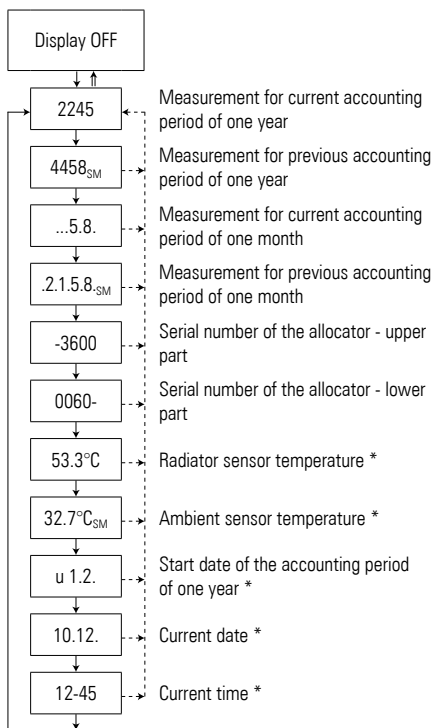 Display OFF
2245
Measurement for current accounting
period of one year
4458SM
Measurement for previous accounting
period of one year
...5.8.
Measurement for current accounting
period of one month
.2.1.5.8.SM
Measurement for previous accounting
period of one month
-3600
Serial number of the allocator - upper
part
0060-
Serial number of the allocator - lower
part
53.3°C
Radiator sensor temperature *
32.7°CSM
Ambient sensor temperature *
u 1.2.
Start date of the accounting period
of one year *
10.12.
Current date *
12-45
Current time *